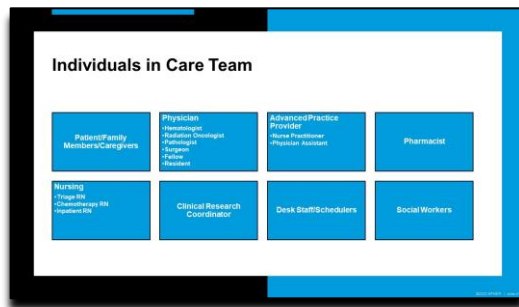 Individuals in Care Team
Patient/Family
Members/Caregivers
Physician
•Hematologist
•Radiation Oncologist
•Pathologist
•Surgeon
•Fellow
•Resident
Advanced Practice
Provider
•Nurse Practitioner
•Physician Assistant
Pharmacist
Nursing
•Triage RN
•Chemotherapy RN
•Inpatient RN
Clinical Research
Coordinator
Desk Staff/Schedulers
Social Workers